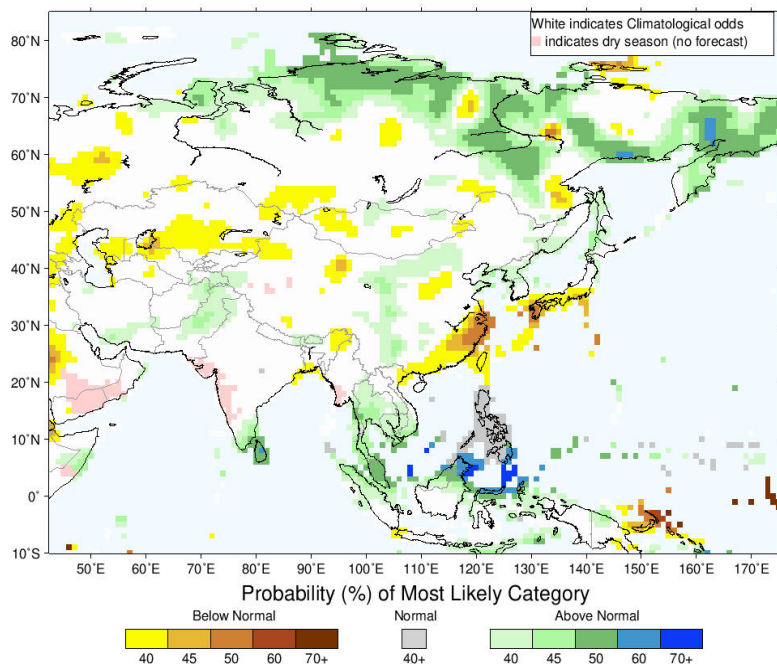 White indicates Climatological odds
indicates dry season (no forecast)
80˚N
70˚N
60˚N
50˚N
40˚N
30˚N
20˚N
10˚N
0˚
10˚S
50˚E 60˚E 70˚E 80˚E 90˚E 100˚E 110˚E 120˚E 130˚E 140˚E 150˚E 160˚E 170˚E
Probability (%) of Most Likely Category
Below Normal Normal Above Normal
40 45 50 60 70+ 40+ 40 45 50 60 70+